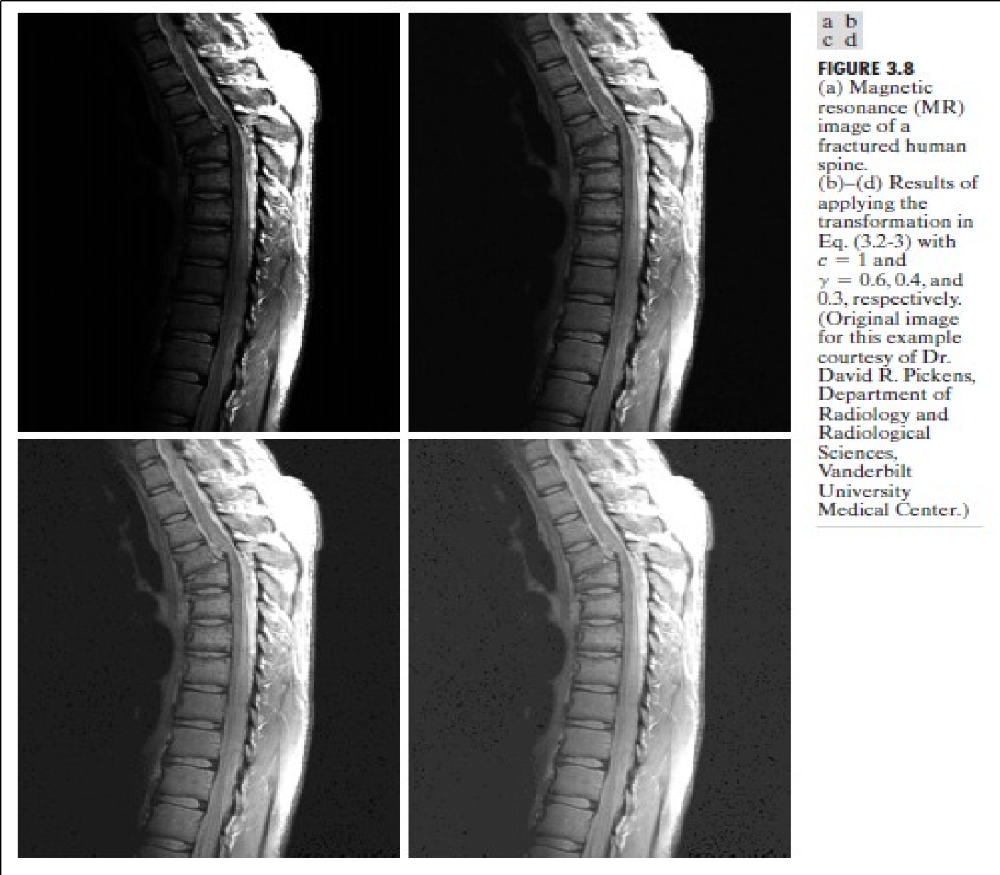 a b
c d
FIGURE 3.8
(a) Magnetic
resonance (MR)
image of a
fractured human
spine.
(b)–(d) Results of
applying the
transformation in
Eq. (3.2-3) with
c = 1 and
γ = 0.6, 0.4, and
0.3, respectively.
(Original image
for this example
courtesy of Dr.
David R. Pickens,
Department of
Radiology and
Radiological
Sciences,
Vanderbilt
University
Medical Center.)